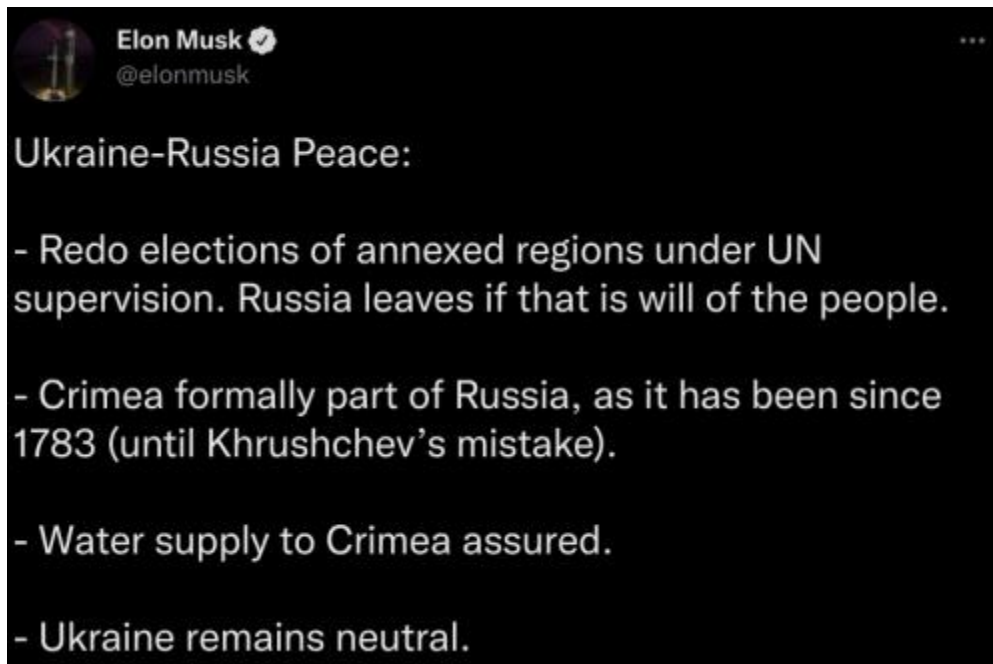 Elon Musk
@elonmusk
Ukraine-Russia Peace:
- Redo elections of annexed regions under UN
supervision. Russia leaves if that is will of the people.
- Crimea formally part of Russia, as it has been since
1783 (until Khrushchev’s mistake).
- Water supply to Crimea assured.
- Ukraine remains neutral.